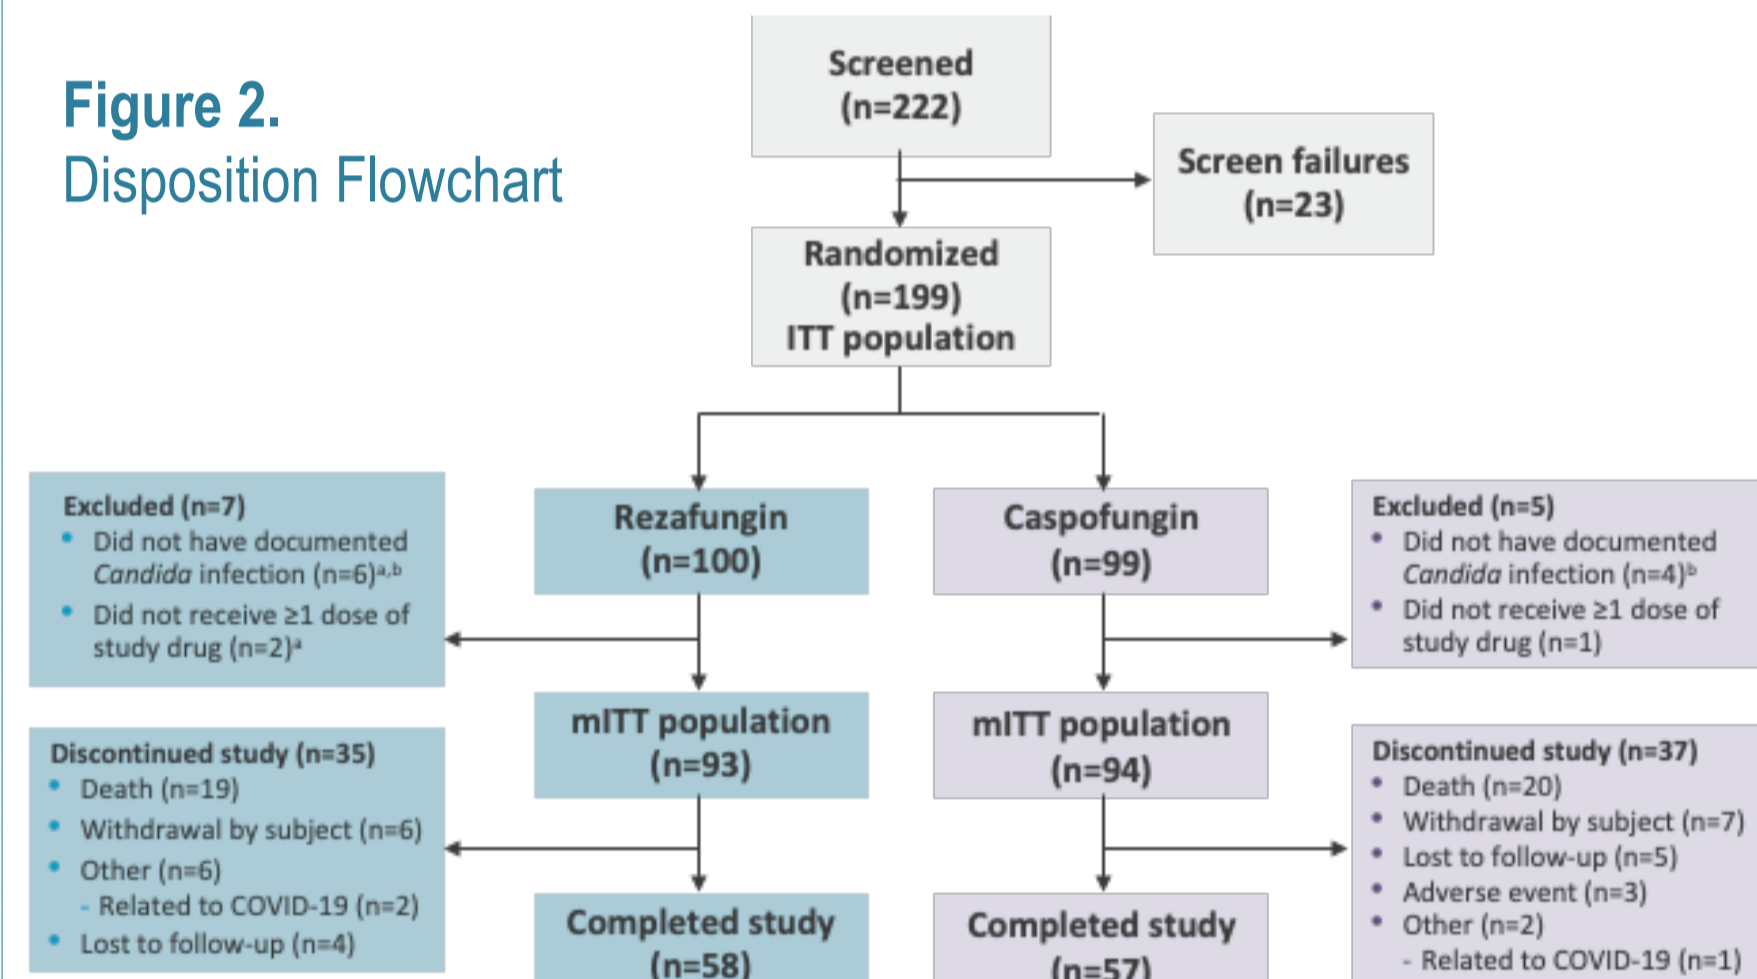 Figure 2.
Disposition Flowchart
Screened
(n=222)
Screen failures
(n=23)
Randomized
(n=199)
ITT population
Excluded (n=7)
• Did not have documented
Candida infection (n=6)ᵃ,ᵇ
• Did not receive ≥1 dose of
study drug (n=2)ᵃ
Rezafungin
(n=100)
Caspofungin
(n=99)
Excluded (n=5)
• Did not have documented
Candida infection (n=4)ᵇ
• Did not receive ≥1 dose of
study drug (n=1)
mITT population
(n=93)
mITT population
(n=94)
Discontinued study (n=35)
• Death (n=19)
• Withdrawal by subject (n=6)
• Other (n=6)
- Related to COVID-19 (n=2)
• Lost to follow-up (n=4)
Discontinued study (n=37)
• Death (n=20)
• Withdrawal by subject (n=7)
• Lost to follow-up (n=5)
• Adverse event (n=3)
• Other (n=2)
- Related to COVID-19 (n=1)
Completed study
(n=58)
Completed study
(n=57)